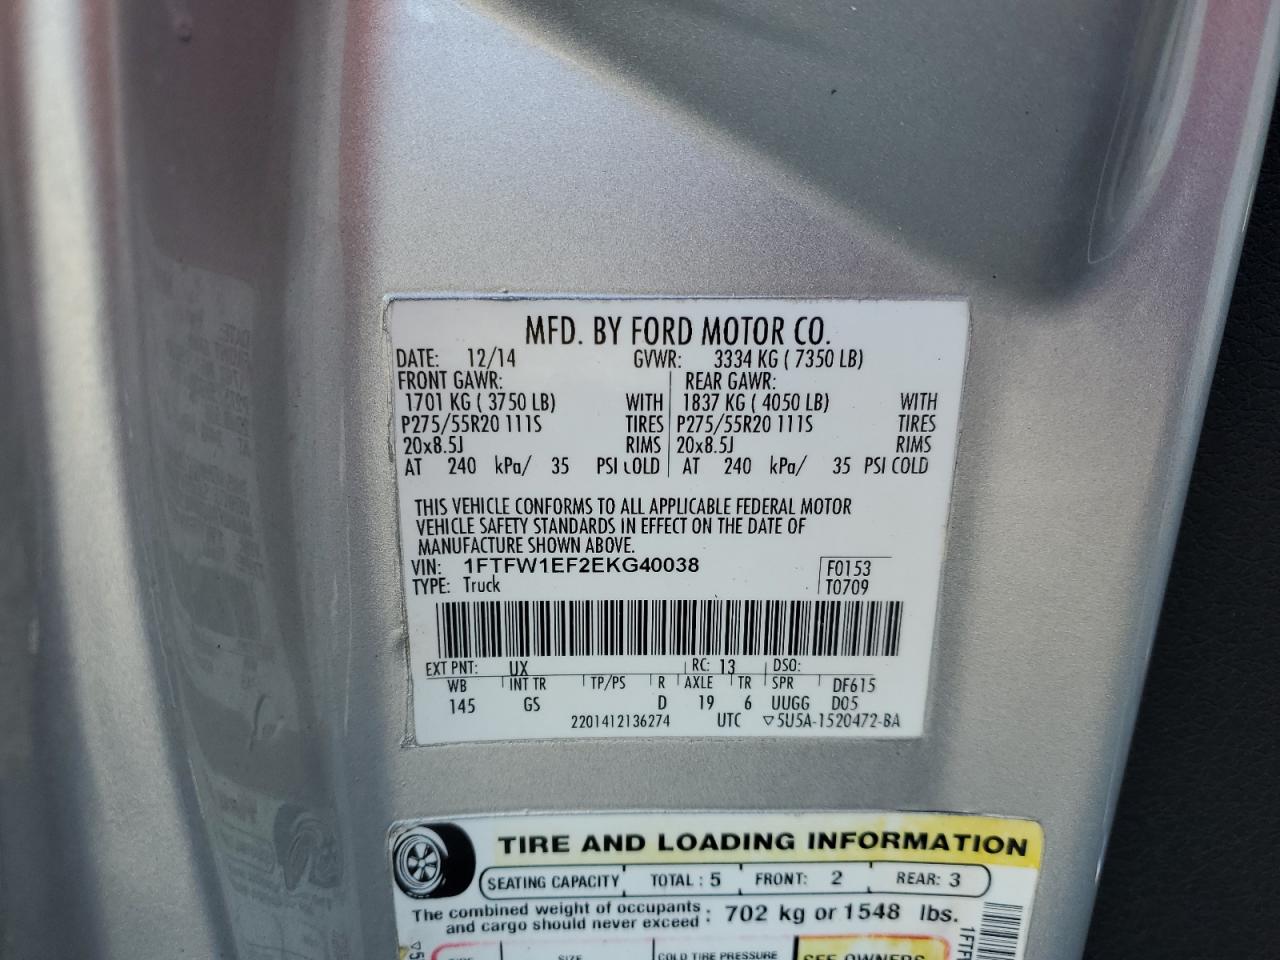 MFD. BY FORD MOTOR CO.
DATE: 12/14 GVWR: 3334 KG ( 7350 LB)
FRONT GAWR: REAR GAWR:
1701 KG ( 3750 LB) WITH 1837 KG ( 4050 LB) WITH
P275/55R20 111S TIRES P275/55R20 111S TIRES
20x8.5J RIMS 20x8.5J RIMS
AT 240 kPa/ 35 PSI COLD AT 240 kPa/ 35 PSI COLD
THIS VEHICLE CONFORMS TO ALL APPLICABLE FEDERAL MOTOR
VEHICLE SAFETY STANDARDS IN EFFECT ON THE DATE OF
MANUFACTURE SHOWN ABOVE.
VIN: 1FTFW1EF2EKG40038 F0153
TYPE: Truck T0709
EXT PNT: UX RC: 13 DSO:
WB INT TR TP/PS R AXLE TR SPR DF615
145 GS D 19 6 UUGG D05
2201412136274 UTC ▽5U5A-1520472-BA
TIRE AND LOADING INFORMATION
SEATING CAPACITY TOTAL : 5 FRONT: 2 REAR: 3
The combined weight of occupants
and cargo should never exceed : 702 kg or 1548 lbs.
SIZE COLD TIRE PRESSURE SEE OWNERS